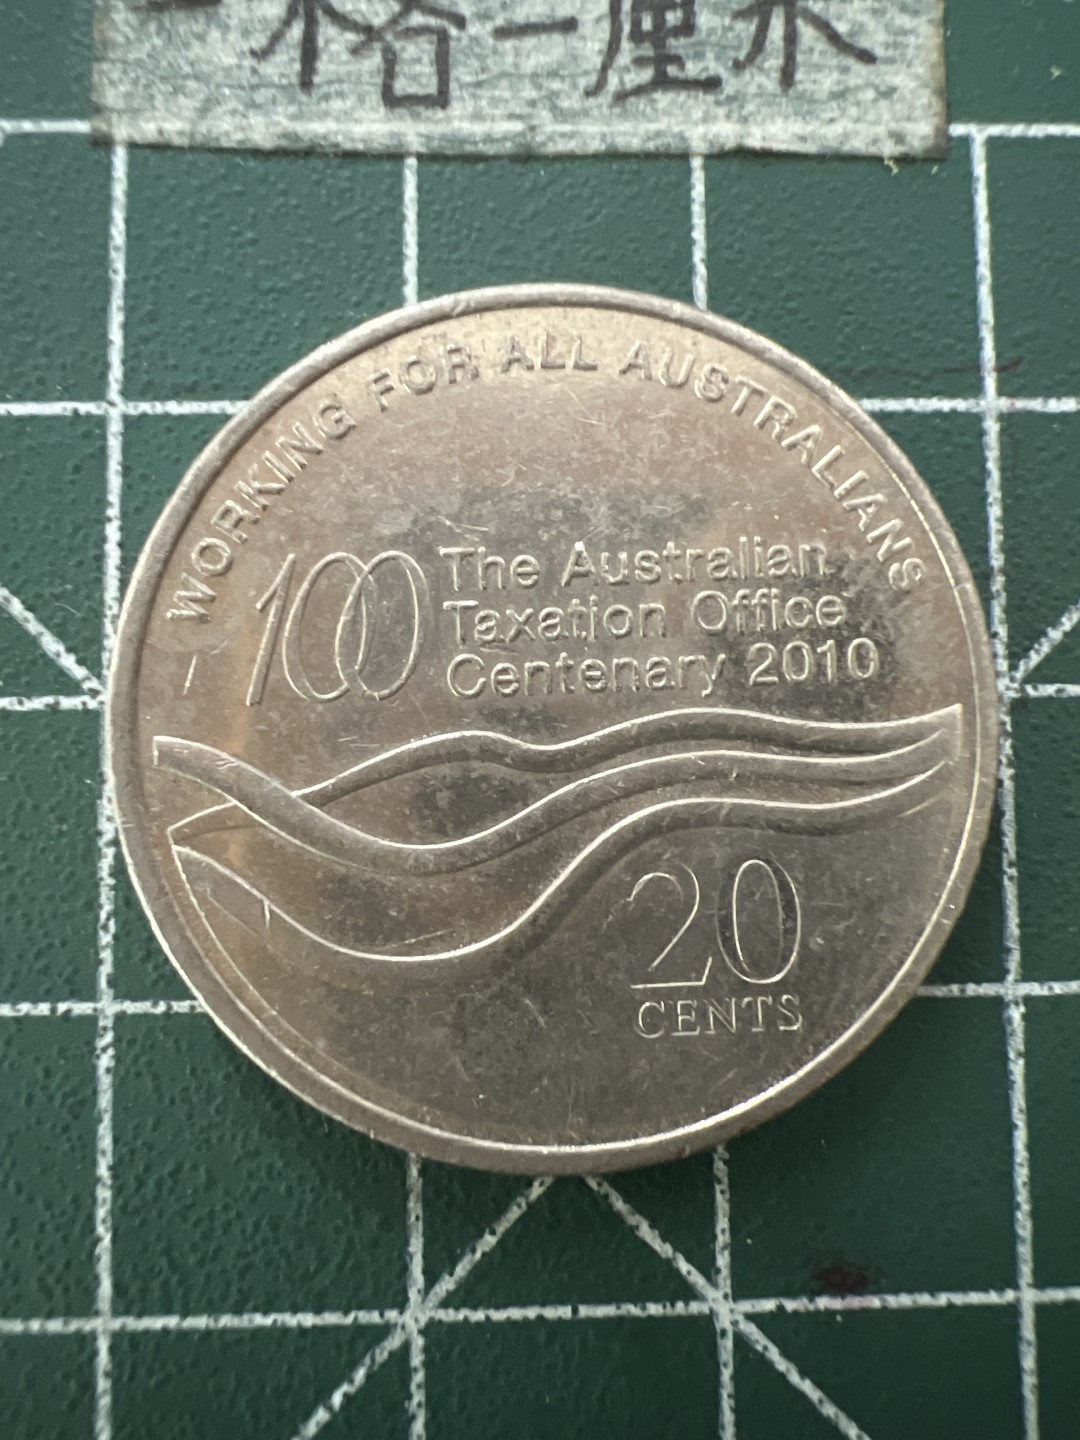 一格一厘米
WORKING FOR ALL AUSTRALIANS
100
The Australian
Taxation Office
Centenary 2010
20
CENTS